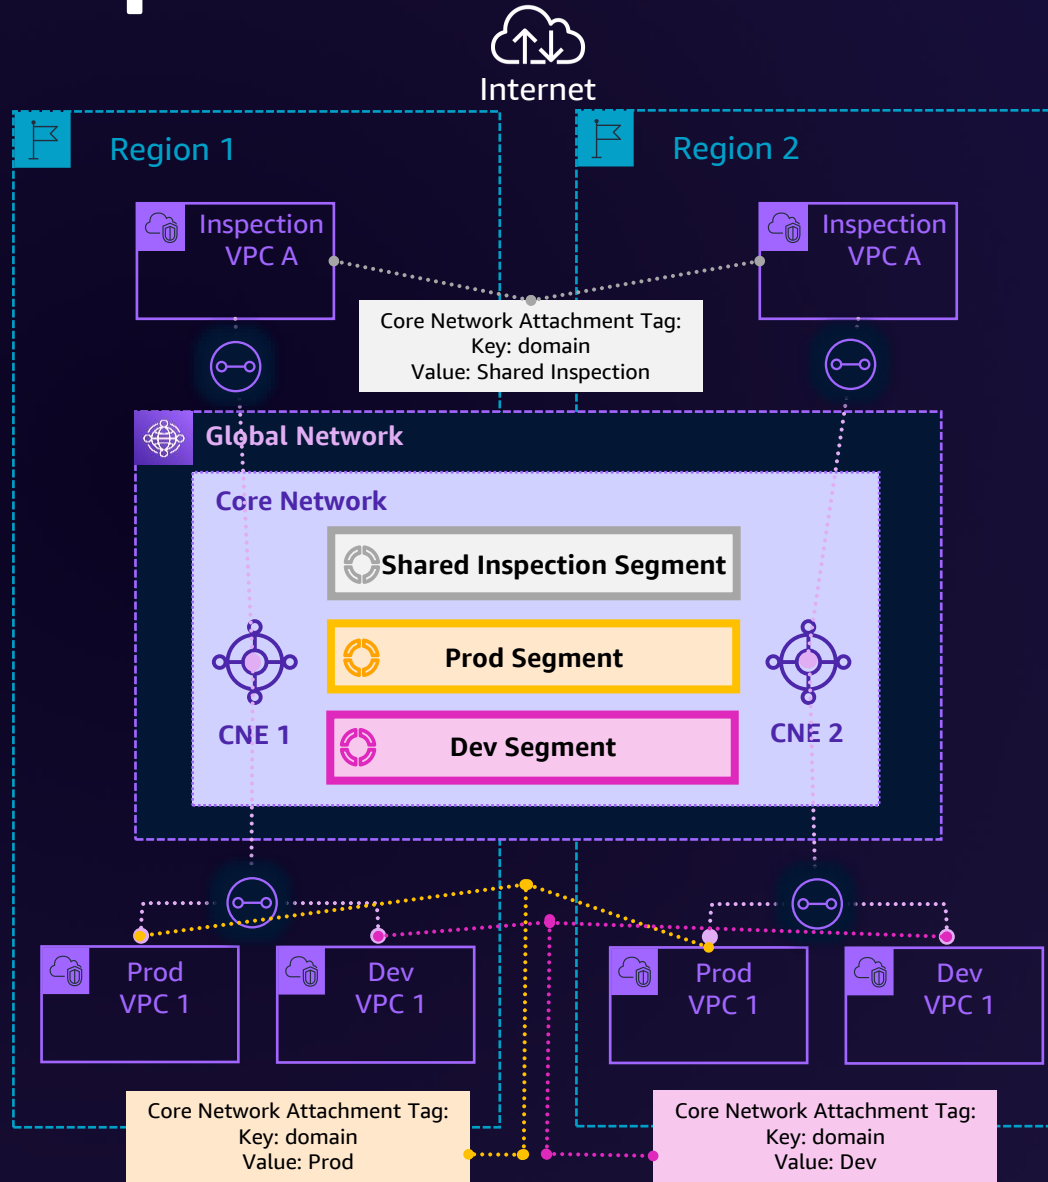 Internet
Region 1
Region 2
Inspection
VPC A
Inspection
VPC A
Core Network Attachment Tag:
Key: domain
Value: Shared Inspection
Global Network
Core Network
Shared Inspection Segment
Prod Segment
CNE 1
CNE 2
Dev Segment
Prod
VPC 1
Dev
VPC 1
Prod
VPC 1
Dev
VPC 1
Core Network Attachment Tag:
Key: domain
Value: Prod
Core Network Attachment Tag:
Key: domain
Value: Dev